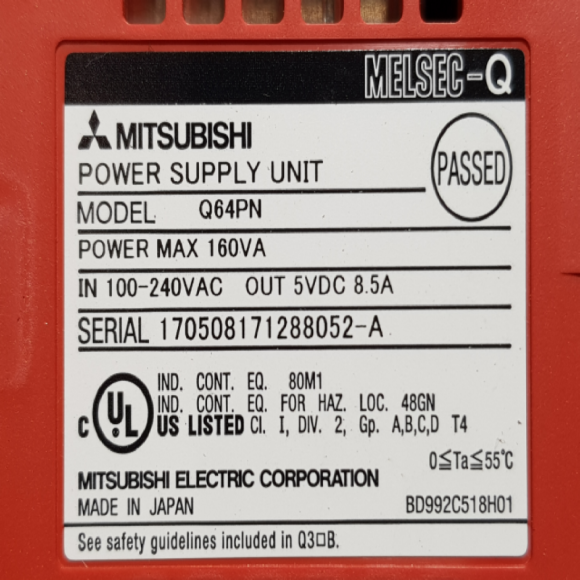 MELSEC-Q
MITSUBISHI
POWER SUPPLY UNIT
PASSED
MODEL Q64PN
POWER MAX 160VA
IN 100-240VAC OUT 5VDC 8.5A
SERIAL 170508171288052-A
C UL US LISTED
IND. CONT. EQ. 80M1
IND. CONT. EQ. FOR HAZ. LOC. 48GN
Cl. I, DIV. 2, Gp. A,B,C,D T4
0≦Ta≦55℃
MITSUBISHI ELECTRIC CORPORATION
MADE IN JAPAN BD992C518H01
See safety guidelines included in Q3□B.